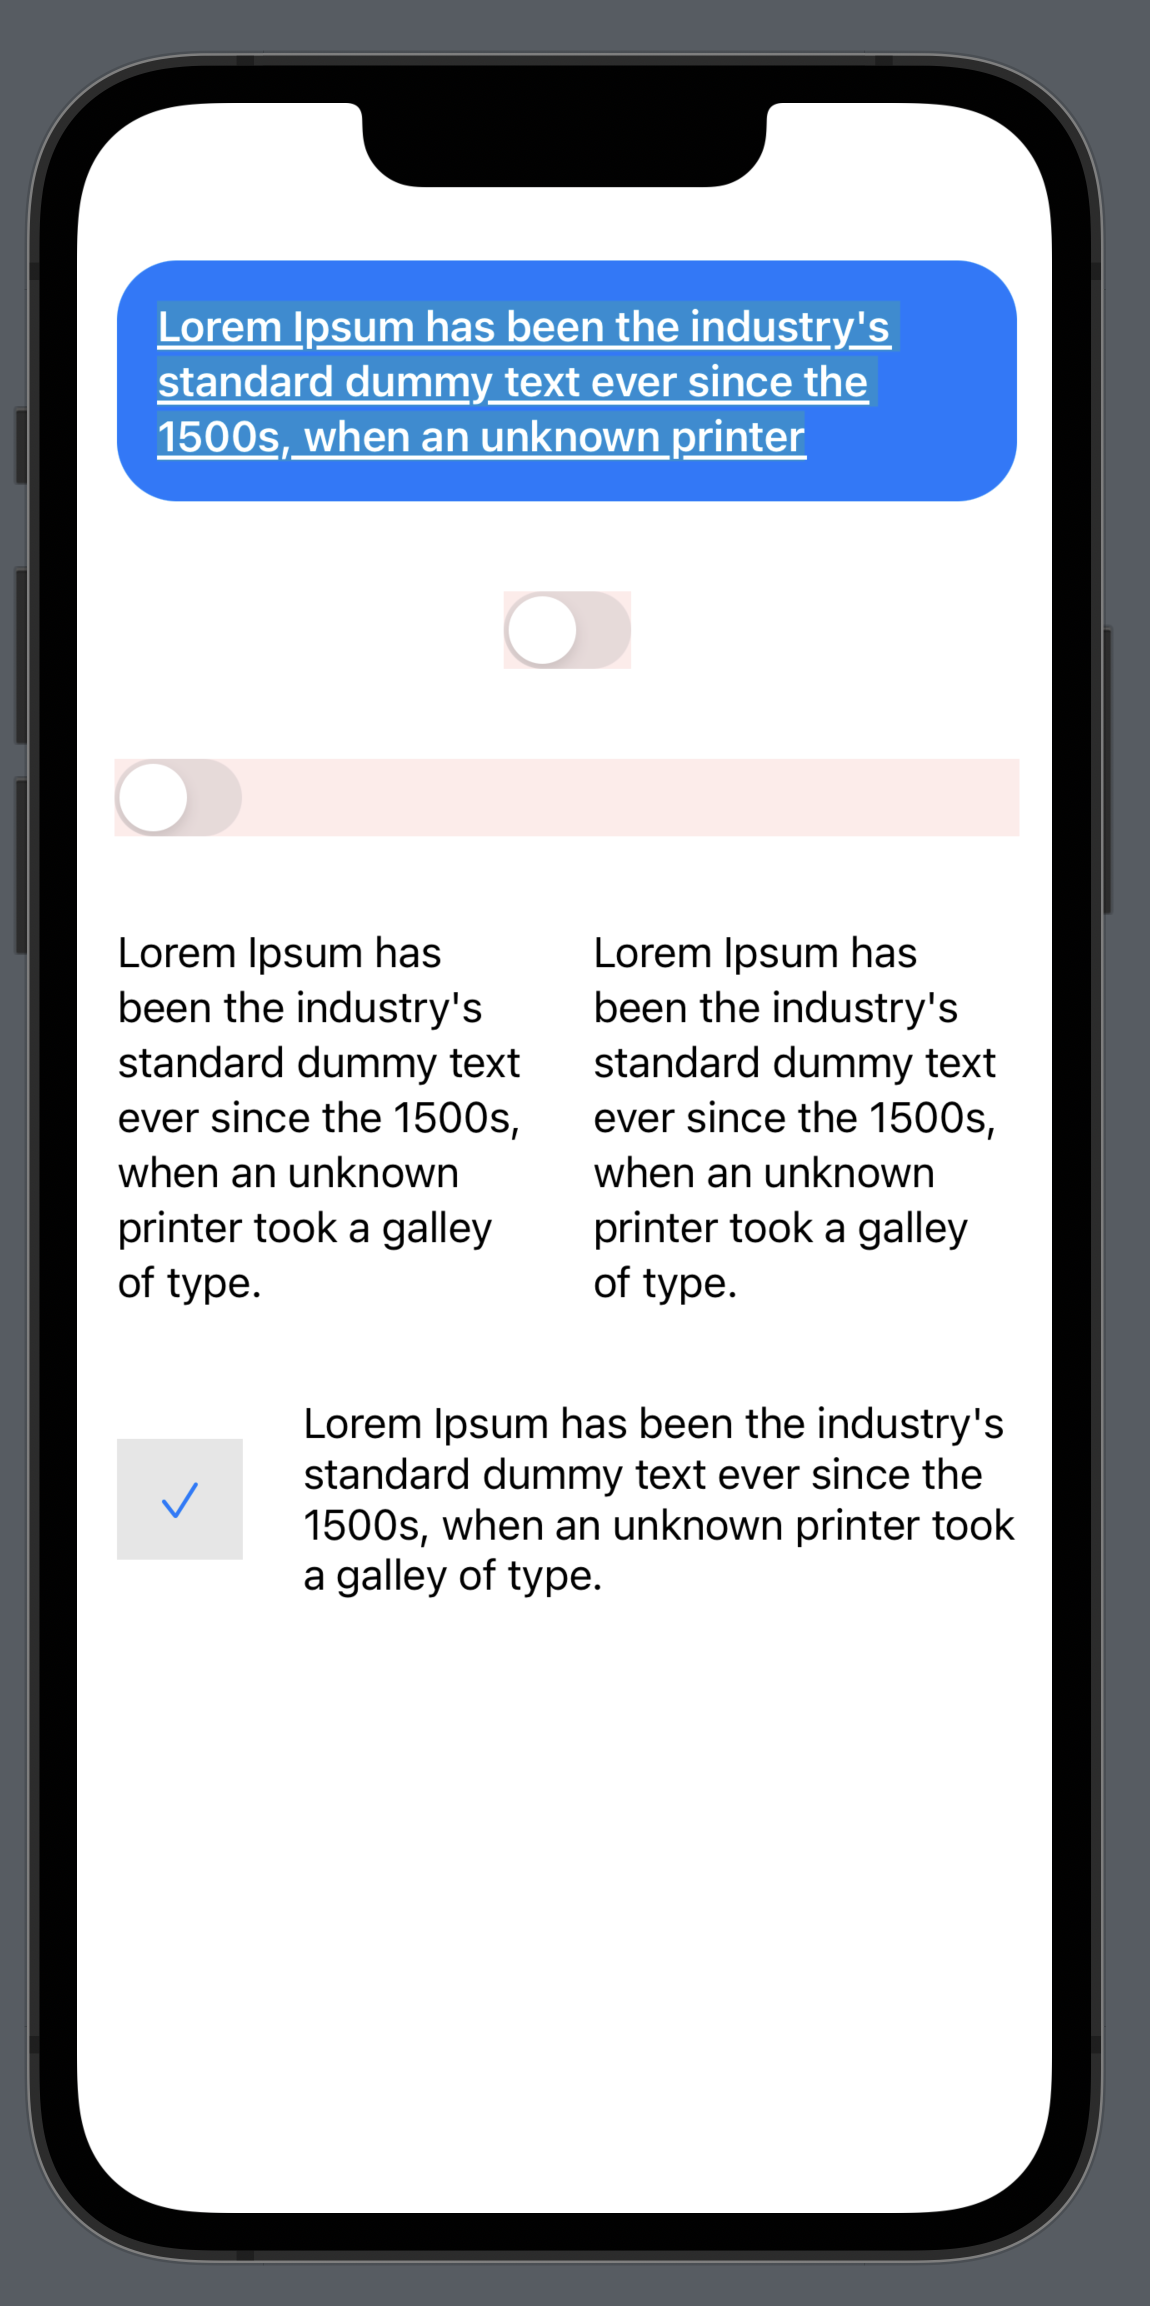 Lorem Ipsum has been the industry's
standard dummy text ever since the
1500s, when an unknown printer
Lorem Ipsum has
been the industry's
standard dummy text
ever since the 1500s,
when an unknown
printer took a galley
of type.
Lorem Ipsum has
been the industry's
standard dummy text
ever since the 1500s,
when an unknown
printer took a galley
of type.
Lorem Ipsum has been the industry's
standard dummy text ever since the
1500s, when an unknown printer took
a galley of type.